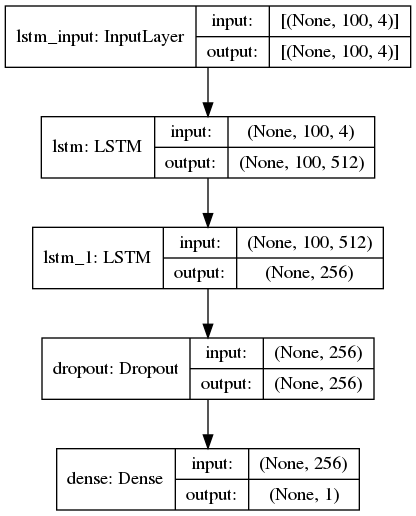 lstm_input: InputLayer
input: [(None, 100, 4)]
output: [(None, 100, 4)]
lstm: LSTM
input: (None, 100, 4)
output: (None, 100, 512)
lstm_1: LSTM
input: (None, 100, 512)
output: (None, 256)
dropout: Dropout
input: (None, 256)
output: (None, 256)
dense: Dense
input: (None, 256)
output: (None, 1)